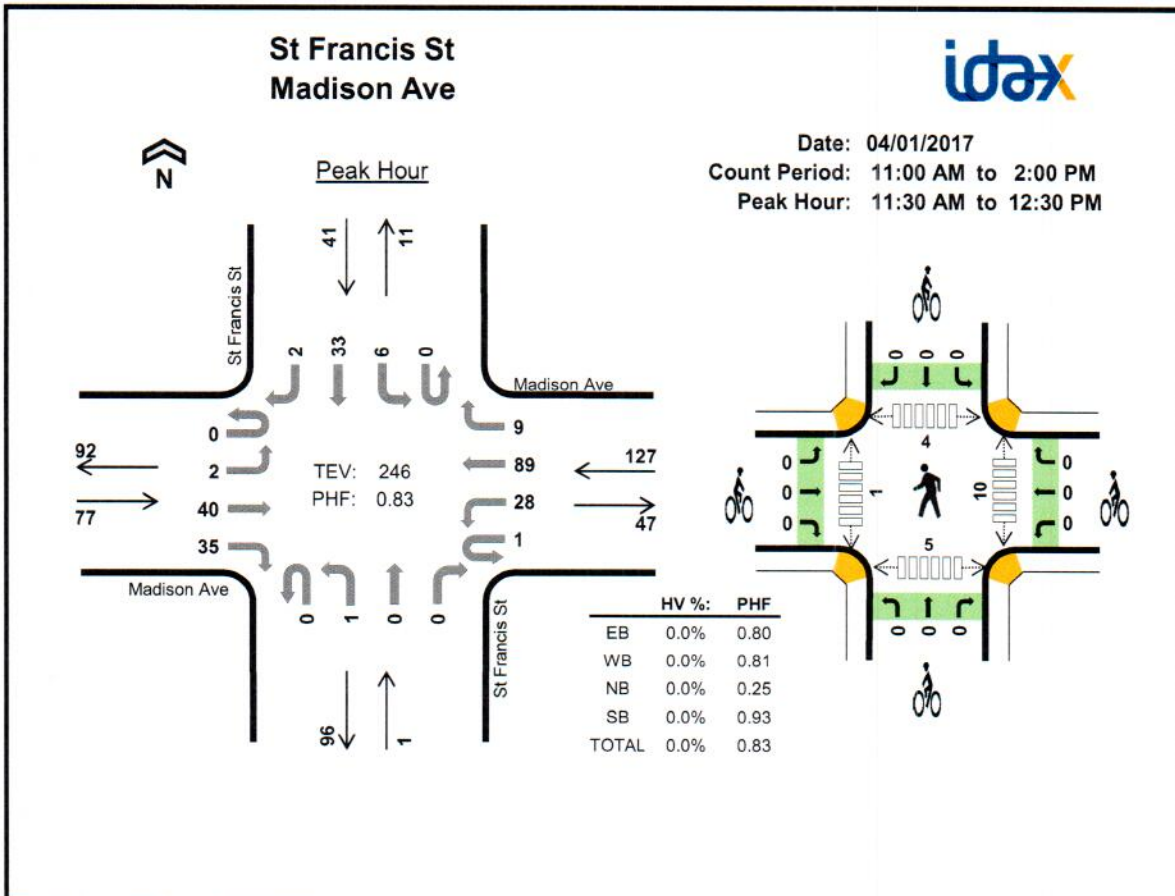 St Francis St
Madison Ave
idax
N
Peak Hour
Date: 04/01/2017
Count Period: 11:00 AM to 2:00 PM
Peak Hour: 11:30 AM to 12:30 PM
41
11
St Francis St
2
33
6
0
Madison Ave
0
2
40
35
92
77
TEV: 246
PHF: 0.83
9
89
28
1
127
47
Madison Ave
0
1
0
0
St Francis St
96
1
HV %: PHF
EB 0.0% 0.80
WB 0.0% 0.81
NB 0.0% 0.25
SB 0.0% 0.93
TOTAL 0.0% 0.83
0 0 0
4
0
0
0
1
10
0
0
0
5
0 0 0